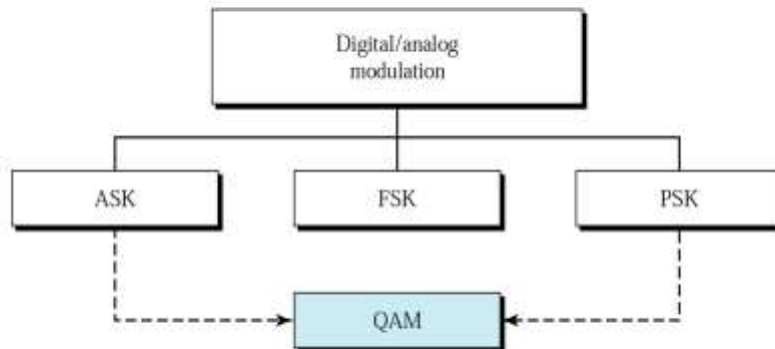 Digital/analog
modulation
ASK
FSK
PSK
QAM